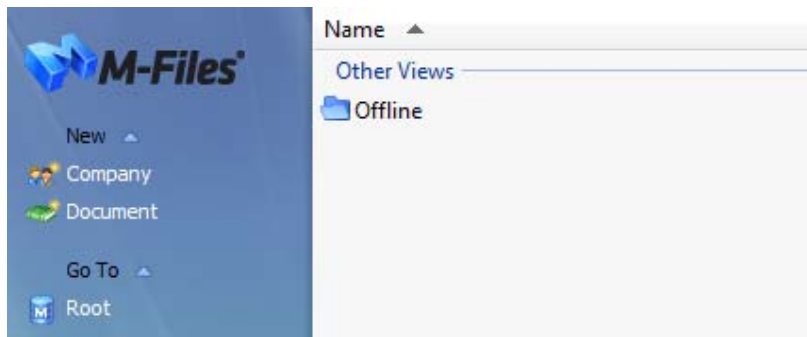 M-Files®
New
Company
Document
Go To
M
Root
Name
Other Views
Offline